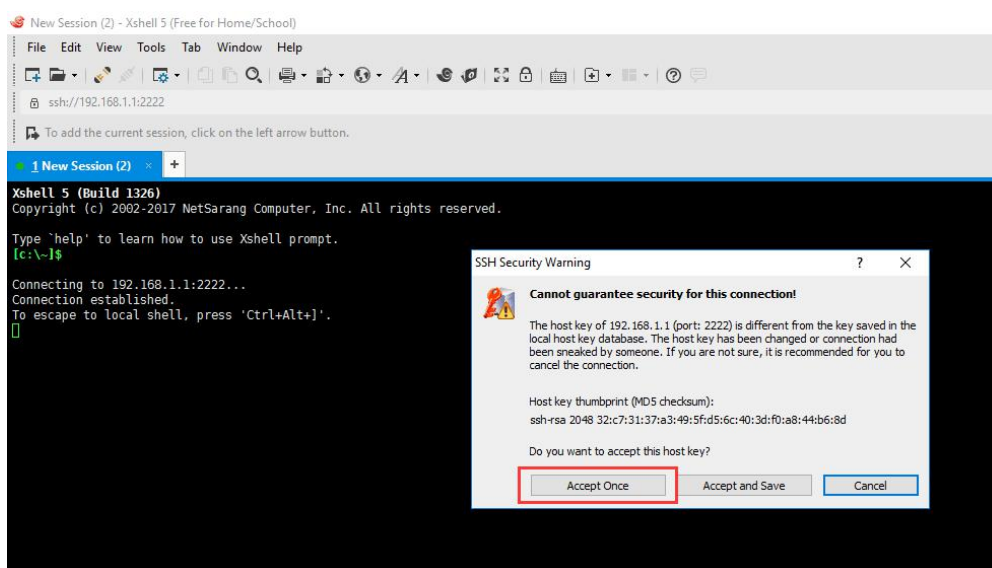 New Session (2) - Xshell 5 (Free for Home/School)
File Edit View Tools Tab Window Help
ssh://192.168.1.1:2222
To add the current session, click on the left arrow button.
1 New Session (2) × +
Xshell 5 (Build 1326)
Copyright (c) 2002-2017 NetSarang Computer, Inc. All rights reserved.
Type `help' to learn how to use Xshell prompt.
[c:\~]$
Connecting to 192.168.1.1:2222...
Connection established.
To escape to local shell, press 'Ctrl+Alt+]'.
SSH Security Warning ? ×
Cannot guarantee security for this connection!
The host key of 192.168.1.1 (port: 2222) is different from the key saved in the
local host key database. The host key has been changed or connection had
been sneaked by someone. If you are not sure, it is recommended for you to
cancel the connection.
Host key thumbprint (MD5 checksum):
ssh-rsa 2048 32:c7:31:37:a3:49:5f:d5:6c:40:3d:f0:a8:44:b6:8d
Do you want to accept this host key?
Accept Once Accept and Save Cancel